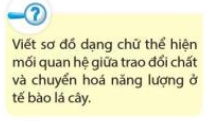 ?
Viết sơ đồ dạng chữ thể hiện
mối quan hệ giữa trao đổi chất
và chuyển hoá năng lượng ở
tế bào lá cây.